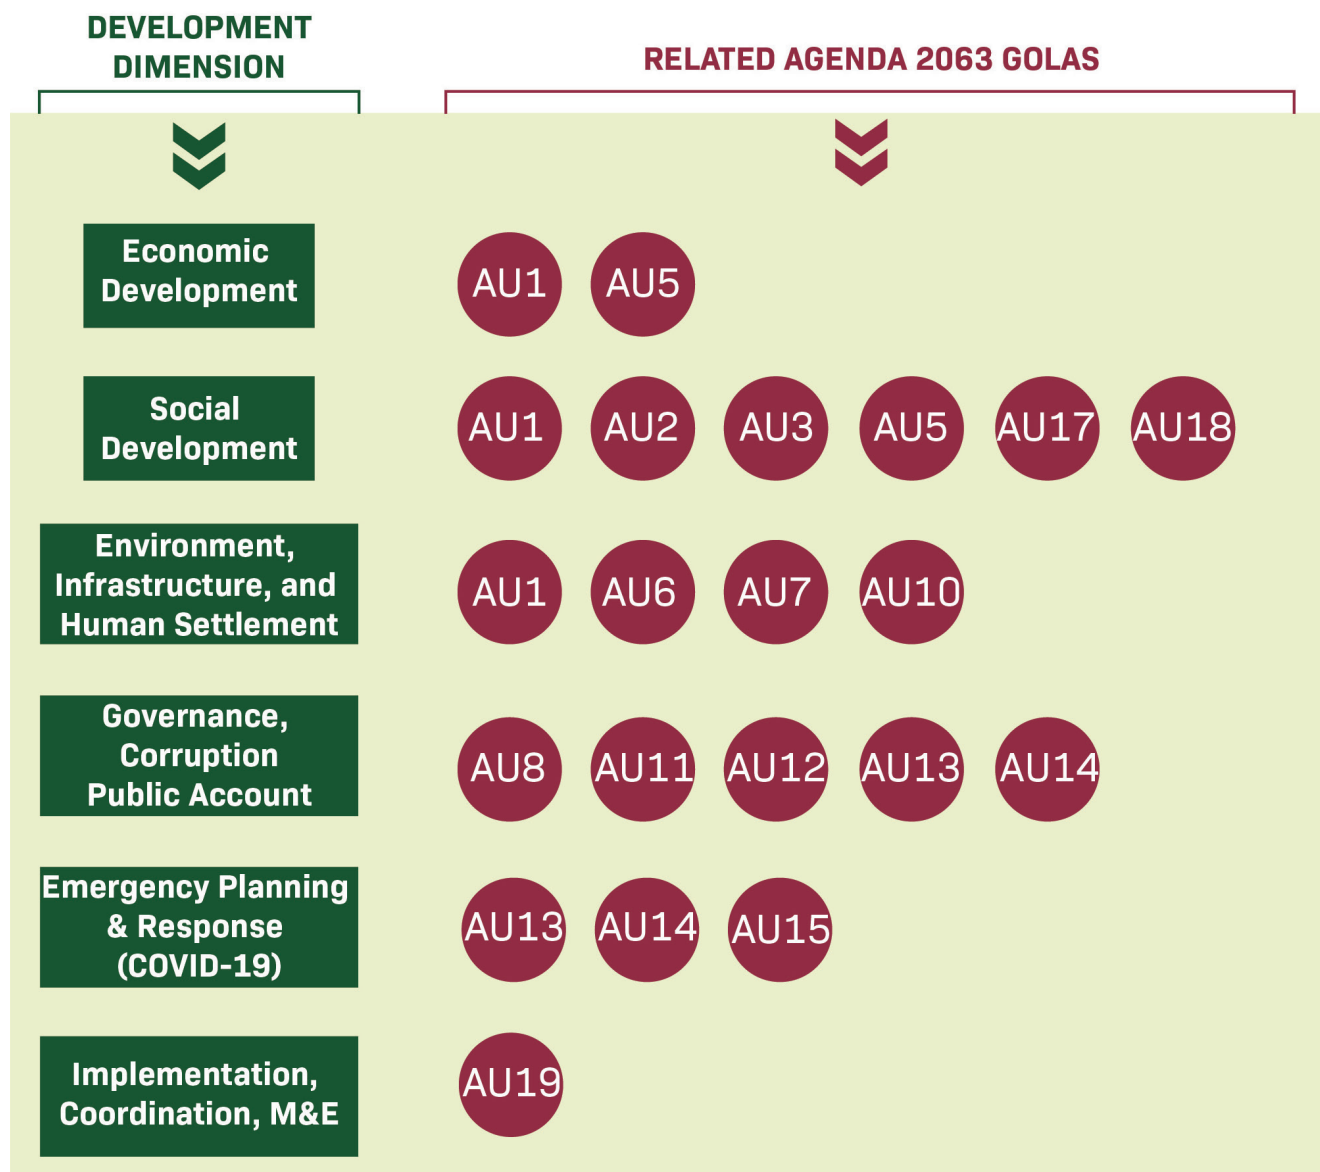 DEVELOPMENT
DIMENSION
RELATED AGENDA 2063 GOLAS
Economic
Development
AU1 AU5
Social
Development
AU1 AU2 AU3 AU5 AU17 AU18
Environment,
Infrastructure, and
Human Settlement
AU1 AU6 AU7 AU10
Governance,
Corruption
Public Account
AU8 AU11 AU12 AU13 AU14
Emergency Planning
& Response
(COVID-19)
AU13 AU14 AU15
Implementation,
Coordination, M&E
AU19